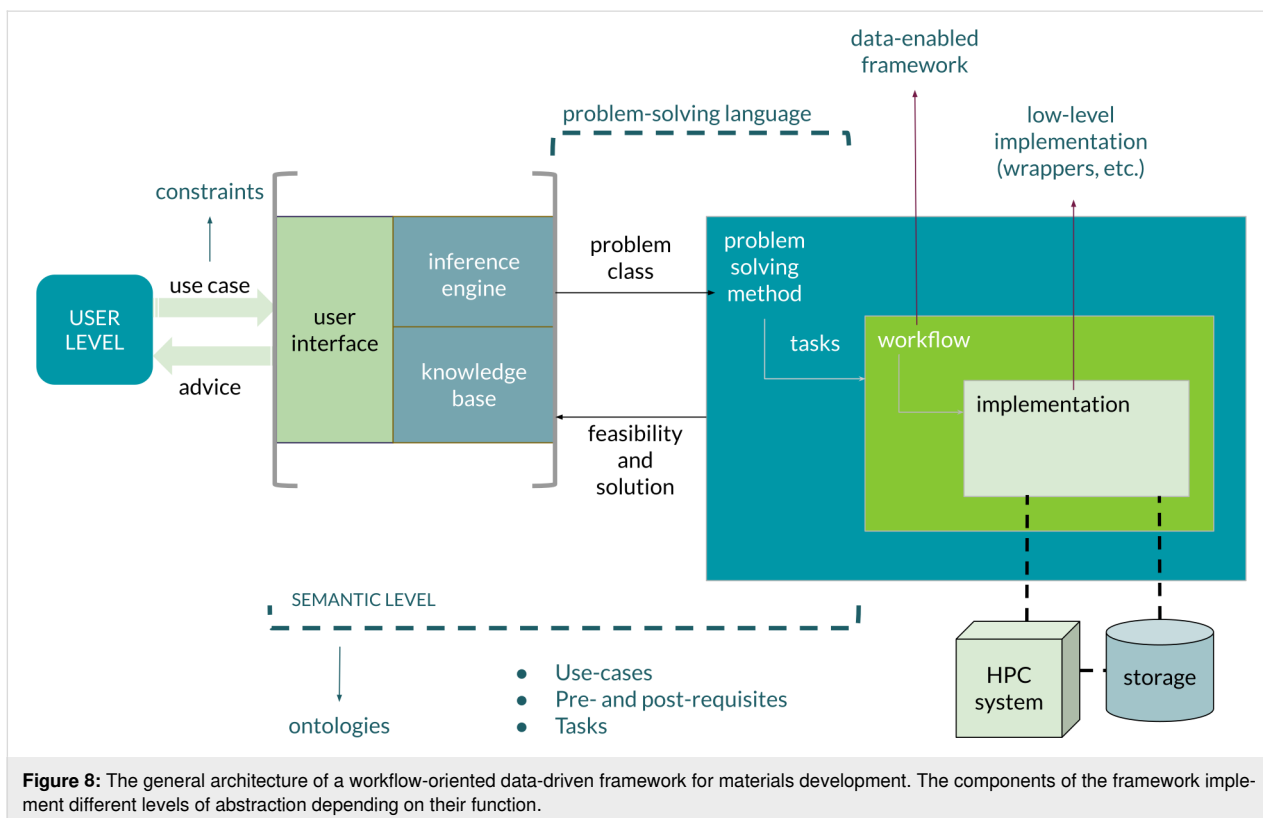 data-enabled
framework
problem-solving language
low-level
implementation
(wrappers, etc.)
constraints
use case
USER
LEVEL
advice
user
interface
inference
engine
knowledge
base
problem
class
feasibility
and
solution
problem
solving
method
tasks
workflow
implementation
SEMANTIC LEVEL
ontologies
● Use-cases
● Pre- and post-requisites
● Tasks
HPC
system
storage
Figure 8: The general architecture of a workflow-oriented data-driven framework for materials development. The components of the framework imple-
ment different levels of abstraction depending on their function.